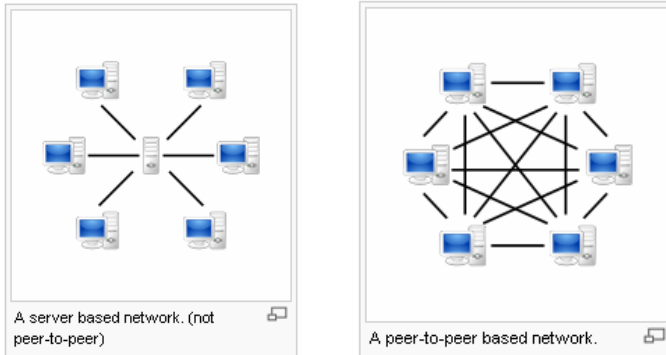 A server based network. (not
peer-to-peer)
A peer-to-peer based network.